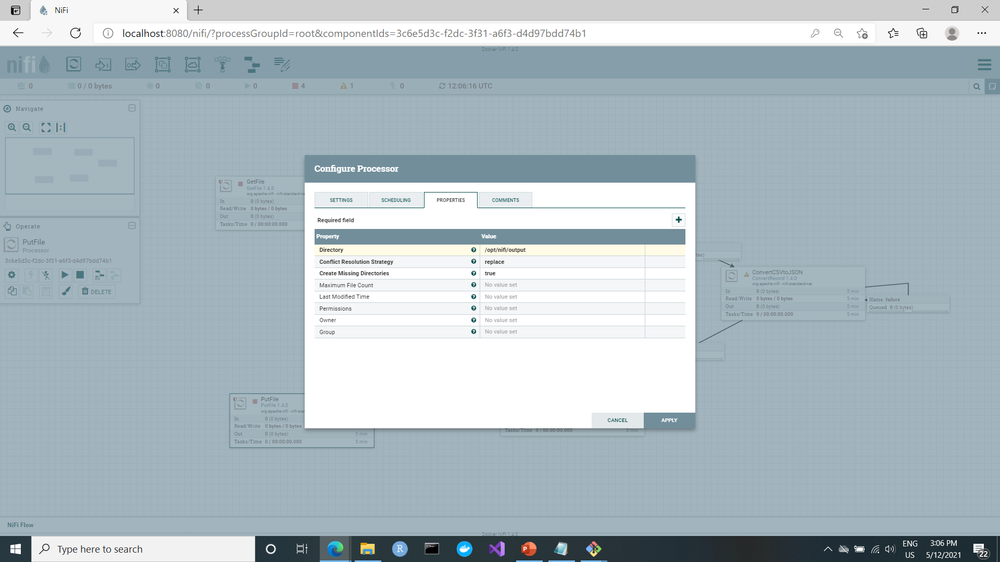 NiFi
localhost:8080/nifi/?processGroupId=root&componentIds=3c6e5d3c-f2dc-3f31-a6f3-d4d97bdd74b1
Docker NiFi 1.4.0
nifi
0
0 / 0 bytes
0
0
0
4
1
0
12:06:16 UTC
Navigate
Operate
PutFile
Processor
3c6e5d3c-f2dc-3f31-a6f3-d4d97bdd74b1
DELETE
GetFile
GetFile 1.4.0
org.apache.nifi - nifi-standard-na
In 0 (0 bytes)
Read/Write 0 bytes / 0 bytes
Out 0 (0 bytes)
Tasks/Time 0 / 00:00:00.000
Configure Processor
SETTINGS
SCHEDULING
PROPERTIES
COMMENTS
Required field
Property Value
Directory /opt/nifi/output
Conflict Resolution Strategy replace
Create Missing Directories true
Maximum File Count No value set
Last Modified Time No value set
Permissions No value set
Owner No value set
Group No value set
CANCEL
APPLY
tes)
ConvertCSVtoJSON
ConvertRecord 1.4.0
org.apache.nifi - nifi-standard-nar
In 0 (0 bytes) 5 min
Read/Write 0 bytes / 0 bytes 5 min
Out 0 (0 bytes) 5 min
Tasks/Time 0 / 00:00:00.000 5 min
Name failure
Queued 0 (0 bytes)
PutFile
PutFile 1.4.0
org.apache.nifi - nifi-star
In 0 (0 bytes)
Read/Write 0 bytes / 0 bytes
Out 0 (0 bytes) 5 min
Tasks/Time 0 / 00:00:00.000 5 min
Tasks/Time 0 / 00:00:00.000 5 min
NiFi Flow
Docker NiFi 1.4.0
Type here to search
R
ENG
US
3:06 PM
5/12/2021
22